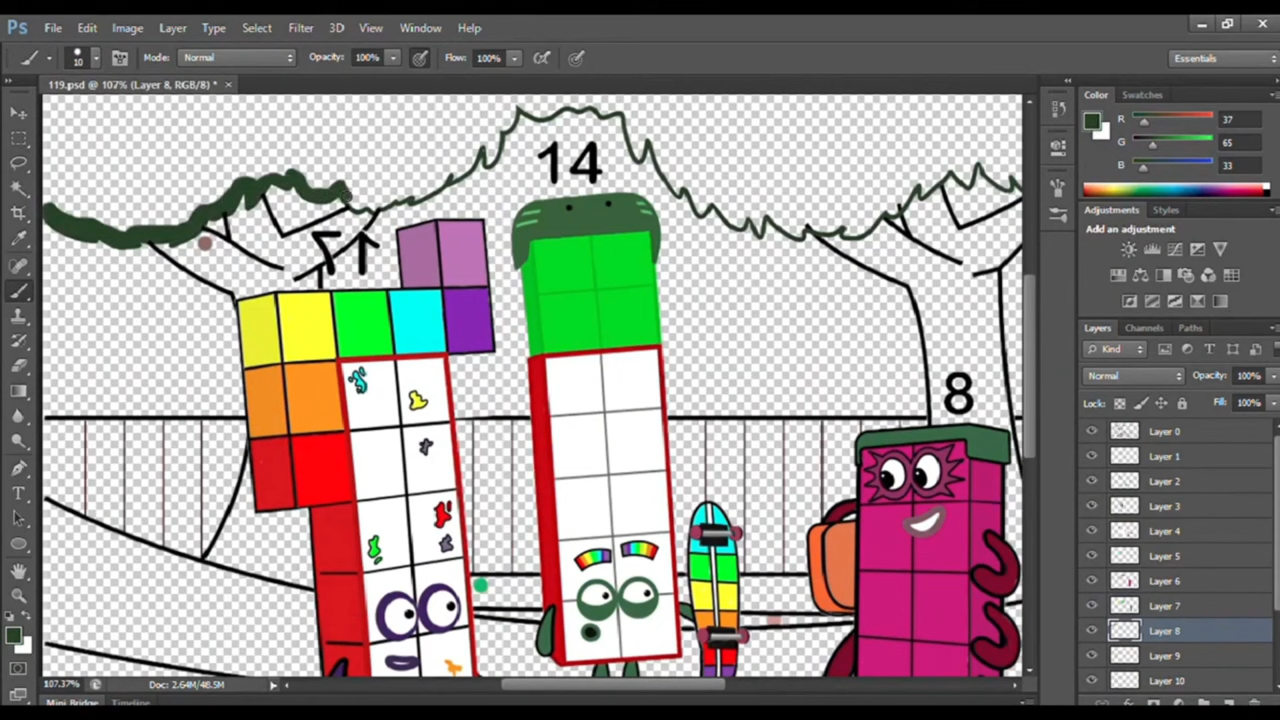 Ps File Edit Image Layer Type Select Filter 3D View Window Help
10 Mode: Normal Opacity: 100% Flow: 100% Essentials
119.psd @ 107% (Layer 8, RGB/8) * ×
Color Swatches
R 37
G 65
B 33
14
8
Adjustments Styles
Add an adjustment
Layers Channels Paths
Kind
Normal Opacity: 100%
Lock: Fill: 100%
Layer 0
Layer 1
Layer 2
Layer 3
Layer 4
Layer 5
Layer 6
Layer 7
Layer 8
Layer 9
Layer 10
107.37% Doc: 2.64M/48.5M
Mini Bridge Timeline